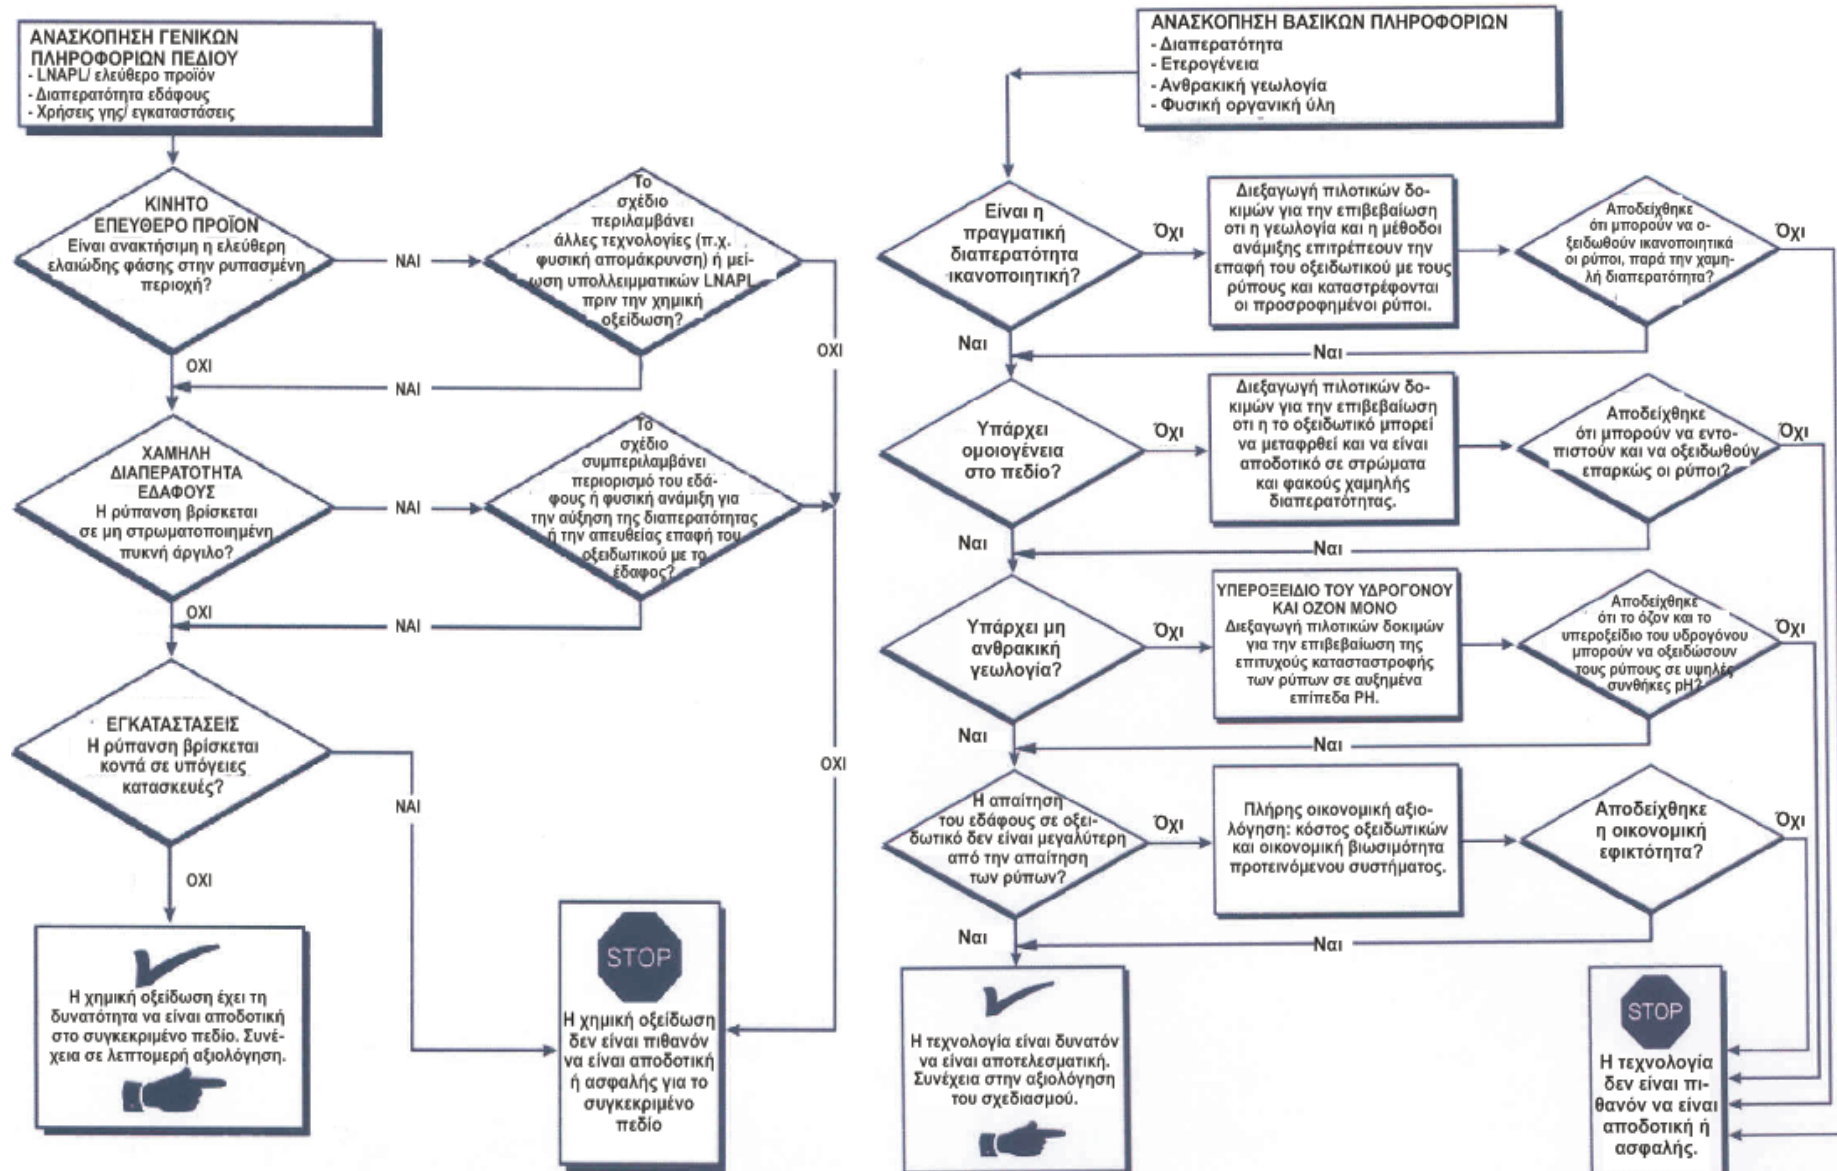 ΑΝΑΣΚΟΠΗΣΗ ΓΕΝΙΚΩΝ
ΠΛΗΡΟΦΟΡΙΩΝ ΠΕΔΙΟΥ
- LNAPL/ ελεύθερο προϊόν
- Διαπερατότητα εδάφους
- Χρήσεις γης/ εγκαταστάσεις
ΚΙΝΗΤΟ
ΕΠΕΥΘΕΡΟ ΠΡΟΪΟΝ
Είναι ανακτήσιμη η ελεύθερη
ελαιώδης φάσης στην ρυπασμένη
περιοχή?
ΝΑΙ
Το
σχέδιο
περιλαμβάνει
άλλες τεχνολογίες (π.χ.
φυσική απομάκρυνση) ή μεί-
ωση υπολλειμματικών LNAPL
πριν την χημική
οξείδωση?
ΟΧΙ
ΟΧΙ
ΝΑΙ
ΧΑΜΗΛΗ
ΔΙΑΠΕΡΑΤΟΤΗΤΑ
ΕΔΑΦΟΥΣ
Η ρύπανση βρίσκεται
σε μη στρωματοποιημένη
πυκνή άργιλο?
ΝΑΙ
Το
σχέδιο
συμπεριλαμβάνει
περιορισμό του εδά-
φους ή φυσική ανάμιξη για
την αύξηση της διαπερατότητας
ή την απευθείας επαφή του
οξειδωτικού με το
έδαφος?
ΟΧΙ
ΝΑΙ
ΕΓΚΑΤΑΣΤΑΣΕΙΣ
Η ρύπανση βρίσκεται
κοντά σε υπόγειες
κατασκευές?
ΟΧΙ
ΝΑΙ
ΟΧΙ
Η χημική οξείδωση έχει τη
δυνατότητα να είναι αποδοτική
στο συγκεκριμένο πεδίο. Συνέ-
χεια σε λεπτομερή αξιολόγηση.
STOP
Η χημική οξείδωση
δεν είναι πιθανόν
να είναι αποδοτική
ή ασφαλής για το
συγκεκριμένο
πεδίο
ΑΝΑΣΚΟΠΗΣΗ ΒΑΣΙΚΩΝ ΠΛΗΡΟΦΟΡΙΩΝ
- Διαπερατότητα
- Ετερογένεια
- Ανθρακική γεωλογία
- Φυσική οργανική ύλη
Είναι η
πραγματική
διαπερατότητα
ικανοποιητική?
Όχι
Διεξαγωγή πιλοτικών δο-
κιμών για την επιβεβαίωση
οτι η γεωλογία και η μέθοδοι
ανάμιξης επιτρέπεουν την
επαφή του οξειδωτικού με τους
ρύπους και καταστρέφονται
οι προσροφημένοι ρύποι.
Αποδείχθηκε
ότι μπορούν να ο-
ξειδωθούν ικανοποιητικά
οι ρύποι, παρά την χαμη-
λή διαπερατότητα?
Όχι
Ναι
Ναι
Υπάρχει
ομοιογένεια
στο πεδίο?
Όχι
Διεξαγωγή πιλοτικών δο-
κιμών για την επιβεβαίωση
οτι η το οξειδωτικό μπορεί
να μεταφρθεί και να είναι
αποδοτικό σε στρώματα
και φακούς χαμηλής
διαπερατότητας.
Αποδείχθηκε
ότι μπορούν να εντο-
πιστούν και να οξειδωθούν
επαρκώς οι ρύποι?
Όχι
Ναι
Ναι
Υπάρχει μη
ανθρακική
γεωλογία?
Όχι
ΥΠΕΡΟΞΕΙΔΙΟ ΤΟΥ ΥΔΡΟΓΟΝΟΥ
ΚΑΙ ΟΖΟΝ ΜΟΝΟ
Διεξαγωγή πιλοτικών δοκιμών
για την επιβεβαίωση της
επιτυχούς κατασταστροφής
των ρύπων σε αυξημένα
επίπεδα PH.
Αποδείχθηκε
ότι το όζον και το
υπεροξείδιο του υδρογόνου
μπορούν να οξειδώσουν
τους ρύπους σε υψηλές
συνθήκες pH?
Όχι
Ναι
Ναι
Η απαίτηση
του εδάφους σε οξει-
δωτικό δεν είναι μεγαλύτερη
από την απαίτηση
των ρύπων?
Όχι
Πλήρης οικονομική αξιο-
λόγηση: κόστος οξειδωτικών
και οικονομική βιωσιμότητα
προτεινόμενου συστήματος.
Αποδείχθηκε
η οικονομική
εφικτότητα?
Όχι
Ναι
Ναι
Η τεχνολογία είναι δυνατόν
να είναι αποτελεσματική.
Συνέχεια στην αξιολόγηση
του σχεδιασμού.
STOP
Η τεχνολογία
δεν είναι πι-
θανόν να είναι
αποδοτική ή
ασφαλής.